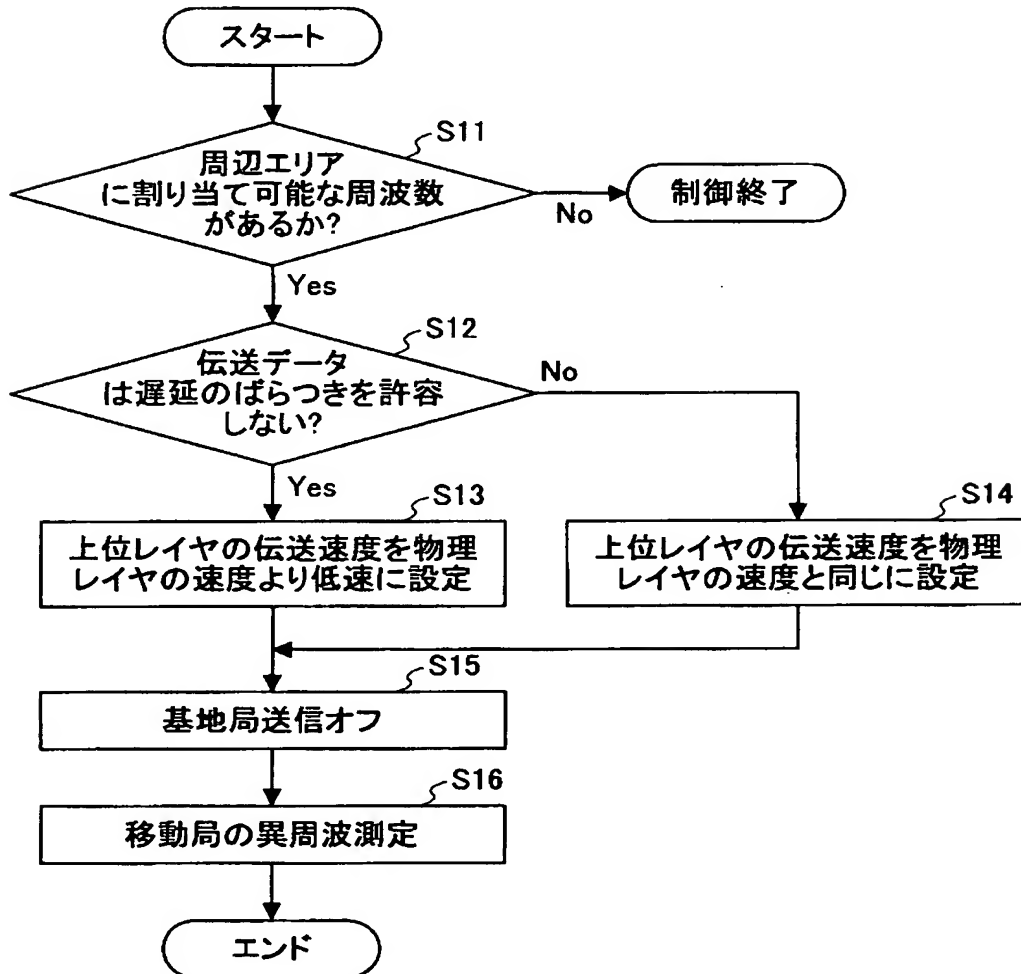 スタート
S11
周辺エリア
に割り当て可能な周波数
があるか?
No
制御終了
Yes
S12
伝送データ
は遅延のばらつきを許容
しない?
No
Yes
S13
上位レイヤの伝送速度を物理
レイヤの速度より低速に設定
S14
上位レイヤの伝送速度を物理
レイヤの速度と同じに設定
S15
基地局送信オフ
S16
移動局の異周波測定
エンド